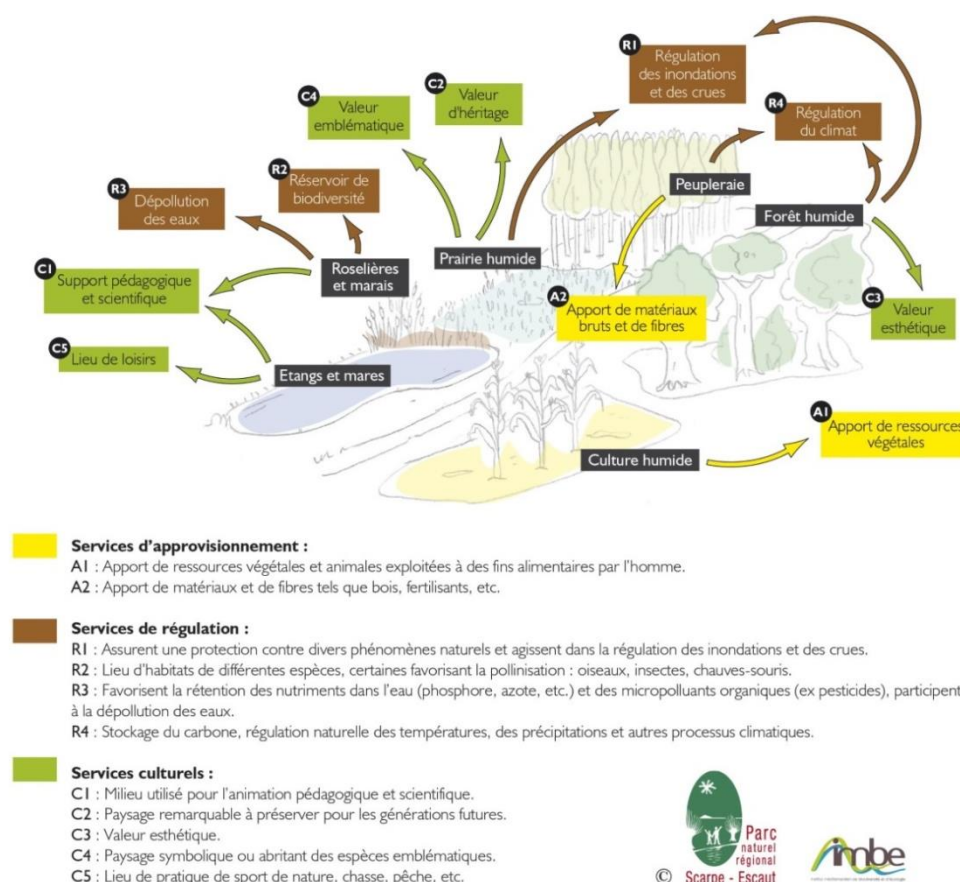 R1
Régulation
des inondations
et des crues
C2
Valeur
d'héritage
C4
Valeur
emblématique
R4
Régulation
du climat
R2
Réservoir de
biodiversité
R3
Dépollution
des eaux
Peupleraie
Forêt humide
Prairie humide
Roselières
et marais
C1
Support pédagogique
et scientifique
A2
Apport de matériaux
bruts et de fibres
C3
Valeur
esthétique
C5
Lieu de loisirs
Etangs et mares
A1
Apport de ressources
végétales
Culture humide
Services d'approvisionnement :
A1 : Apport de ressources végétales et animales exploitées à des fins alimentaires par l'homme.
A2 : Apport de matériaux et de fibres tels que bois, fertilisants, etc.
Services de régulation :
R1 : Assurent une protection contre divers phénomènes naturels et agissent dans la régulation des inondations et des crues.
R2 : Lieu d'habitats de différentes espèces, certaines favorisant la pollinisation : oiseaux, insectes, chauves-souris.
R3 : Favorisent la rétention des nutriments dans l'eau (phosphore, azote, etc.) et des micropolluants organiques (ex pesticides), participent
à la dépollution des eaux.
R4 : Stockage du carbone, régulation naturelle des températures, des précipitations et autres processus climatiques.
Services culturels :
C1 : Milieu utilisé pour l'animation pédagogique et scientifique.
C2 : Paysage remarquable à préserver pour les générations futures.
C3 : Valeur esthétique.
C4 : Paysage symbolique ou abritant des espèces emblématiques.
C5 : Lieu de pratique de sport de nature, chasse, pêche, etc.
Parc
naturel
régional
© Scarpe - Escaut
imbe